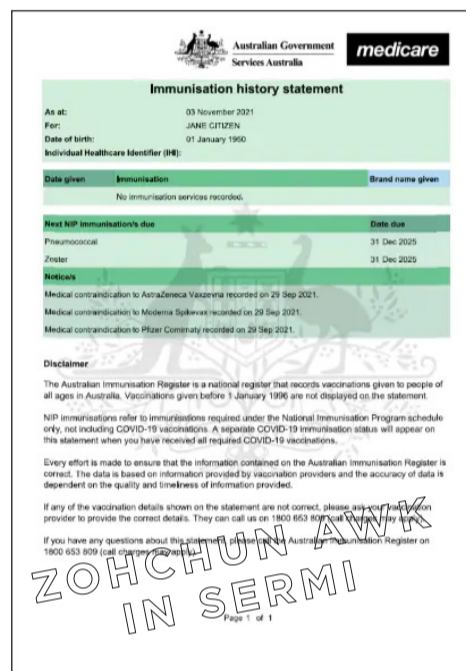 Australian Government
Services Australia
medicare
Immunisation history statement
As at: 03 November 2021
For: JANE CITIZEN
Date of birth: 01 January 1960
Individual Healthcare Identifier (IHI):
Date given Immunisation Brand name given
No immunisation services recorded.
Next NIP immunisation/s due Date due
Pneumococcal 31 Dec 2025
Zoster 31 Dec 2025
Notice/s
Medical contraindication to AstraZeneca Vaxzevria recorded on 29 Sep 2021.
Medical contraindication to Moderna Spikevax recorded on 29 Sep 2021.
Medical contraindication to Pfizer Comirnaty recorded on 29 Sep 2021.
Disclaimer
The Australian Immunisation Register is a national register that records vaccinations given to people of
all ages in Australia. Vaccinations given before 1 January 1996 are not displayed on the statement.
NIP immunisations refer to immunisations required under the National Immunisation Program schedule
only, not including COVID-19 vaccinations. A separate COVID-19 immunisation status will appear on
this statement when you have received all required COVID-19 vaccinations.
Every effort is made to ensure that the information contained on the Australian Immunisation Register is
correct. The data is based on information provided by vaccination providers and the accuracy of data is
dependent on the quality and timeliness of information provided.
If any of the vaccination details shown on the statement are not correct, please ask your vaccination
provider to provide the correct details. They can call us on 1800 653 809 (call charges may apply).
If you have any questions about this statement, please call the Australian Immunisation Register on
1800 653 809 (call charges may apply).
ZOHCHUN AWK
IN SERMI
Page 1 of 1